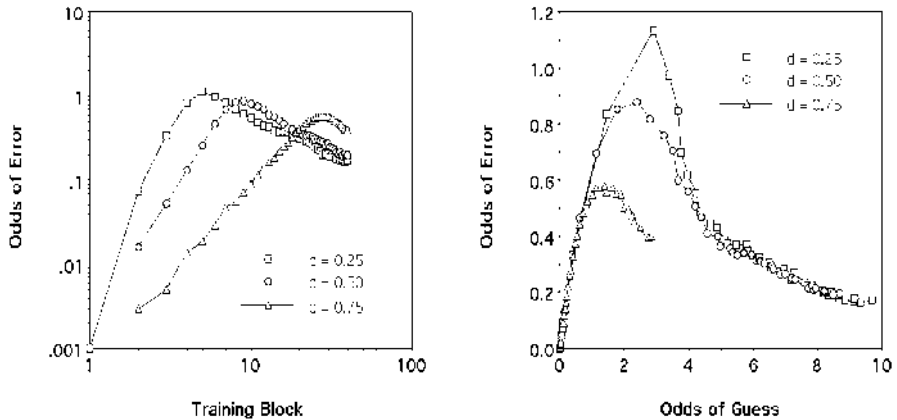 10
1
.1
.01
.001
1
10
100
Odds of Error
Training Block
d = 0.25
d = 0.50
d = 0.75
1.2
1.0
0.8
0.6
0.4
0.2
0.0
0
2
4
6
8
10
Odds of Error
Odds of Guess
d = 0.25
d = 0.50
d = 0.75